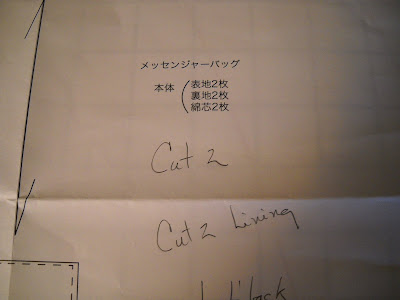 メッセンジャーバッグ
本体
表地2枚
裏地2枚
綿芯2枚
Cut 2
Cut 2 Lining